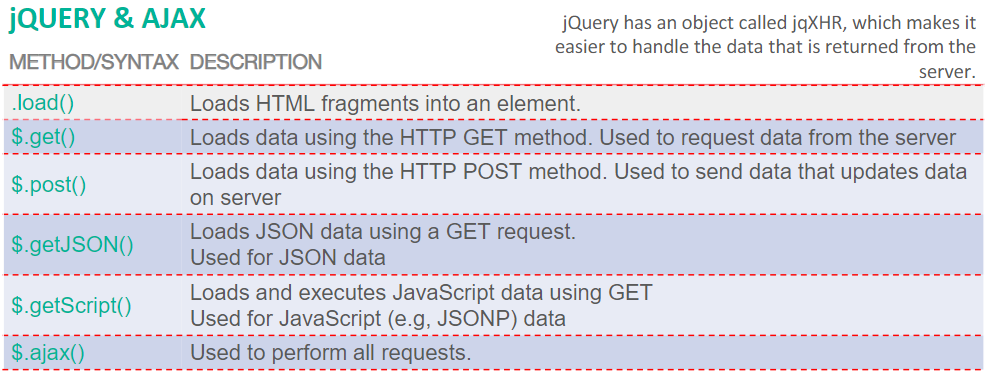 jQUERY & AJAX
jQuery has an object called jqXHR, which makes it
easier to handle the data that is returned from the
server.
METHOD/SYNTAX DESCRIPTION
.load() Loads HTML fragments into an element.
$.get() Loads data using the HTTP GET method. Used to request data from the server
$.post() Loads data using the HTTP POST method. Used to send data that updates data
on server
$.getJSON() Loads JSON data using a GET request.
Used for JSON data
$.getScript() Loads and executes JavaScript data using GET
Used for JavaScript (e.g, JSONP) data
$.ajax() Used to perform all requests.